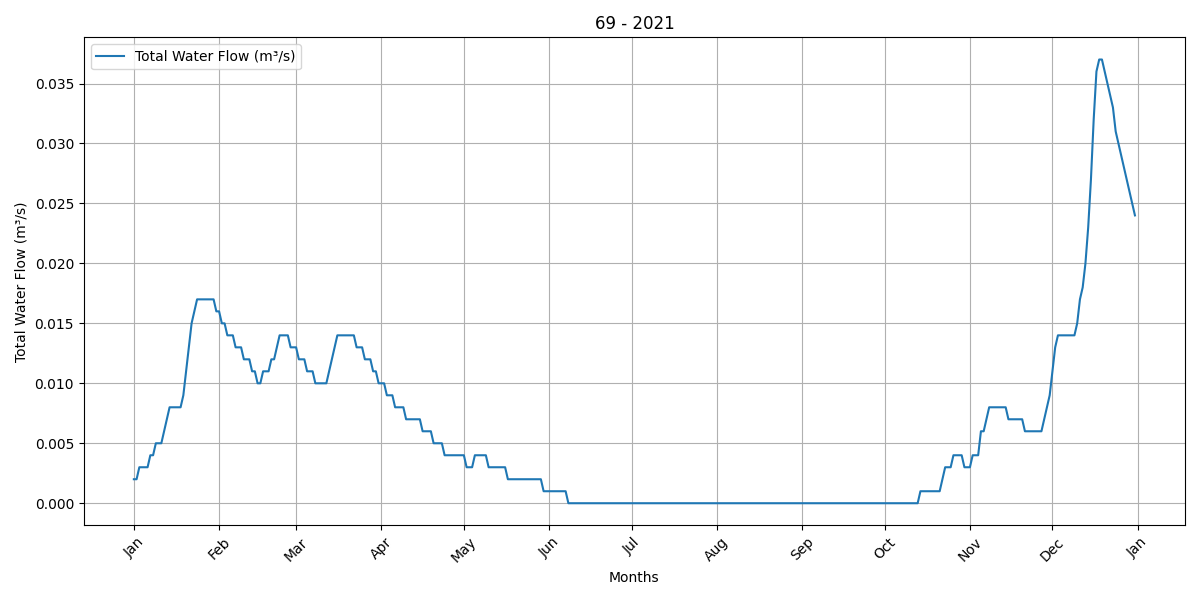 69 - 2021
Total Water Flow (m³/s)
Total Water Flow (m³/s)
0.035
0.030
0.025
0.020
0.015
0.010
0.005
0.000
Jan Feb Mar Apr May Jun Jul Aug Sep Oct Nov Dec Jan
Months